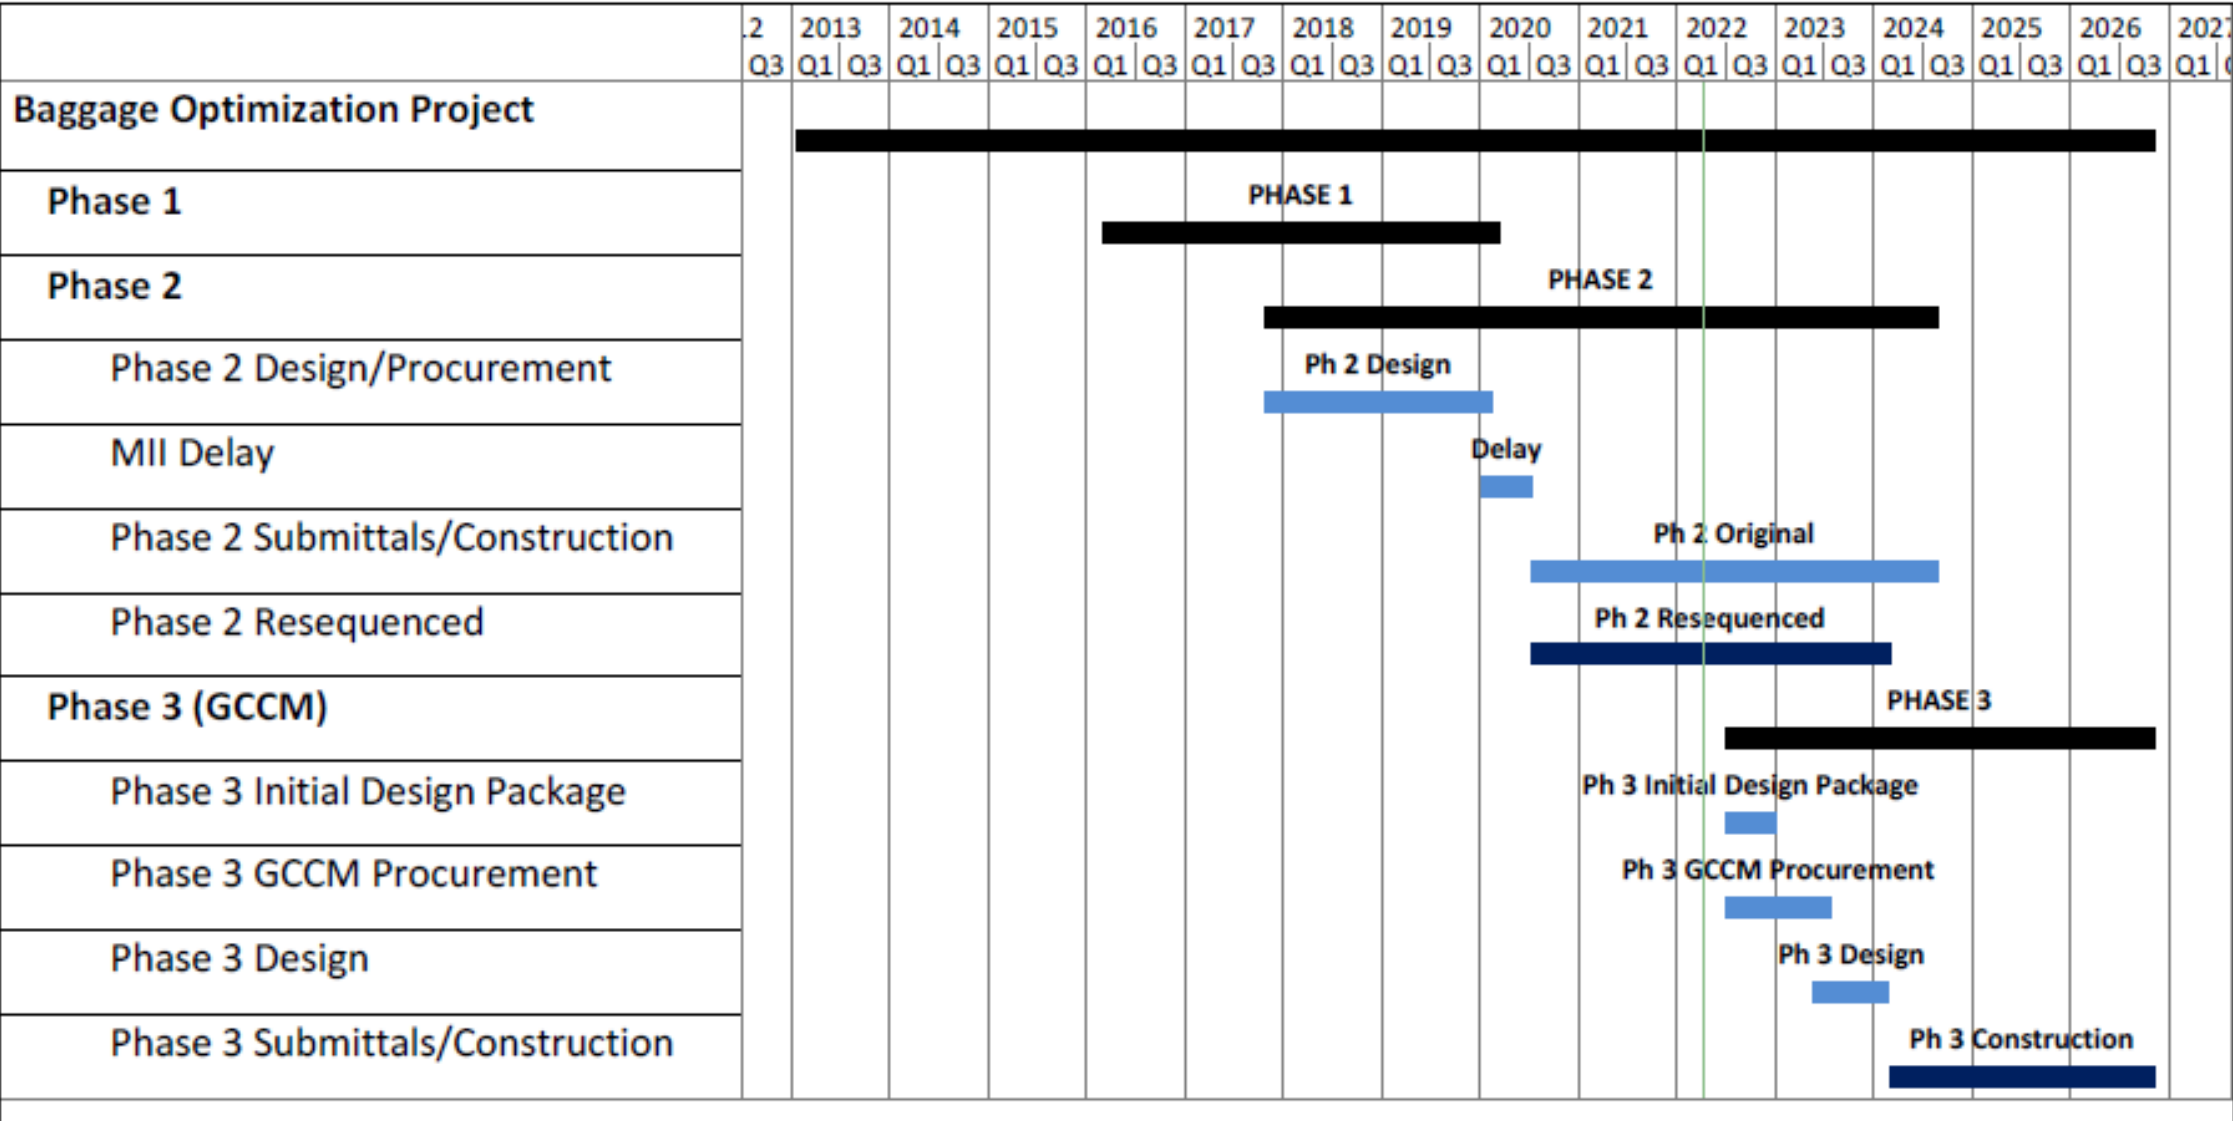 .2 2013 2014 2015 2016 2017 2018 2019 2020 2021 2022 2023 2024 2025 2026 202
Q3 Q1 Q3 Q1 Q3 Q1 Q3 Q1 Q3 Q1 Q3 Q1 Q3 Q1 Q3 Q1 Q3 Q1 Q3 Q1 Q3 Q1 Q3 Q1 Q3 Q1 Q3 Q1 Q3 Q1
Baggage Optimization Project
Phase 1 PHASE 1
Phase 2 PHASE 2
Phase 2 Design/Procurement Ph 2 Design
MII Delay Delay
Phase 2 Submittals/Construction Ph 2 Original
Phase 2 Resequenced Ph 2 Resequenced
Phase 3 (GCCM) PHASE 3
Phase 3 Initial Design Package Ph 3 Initial Design Package
Phase 3 GCCM Procurement Ph 3 GCCM Procurement
Phase 3 Design Ph 3 Design
Phase 3 Submittals/Construction Ph 3 Construction